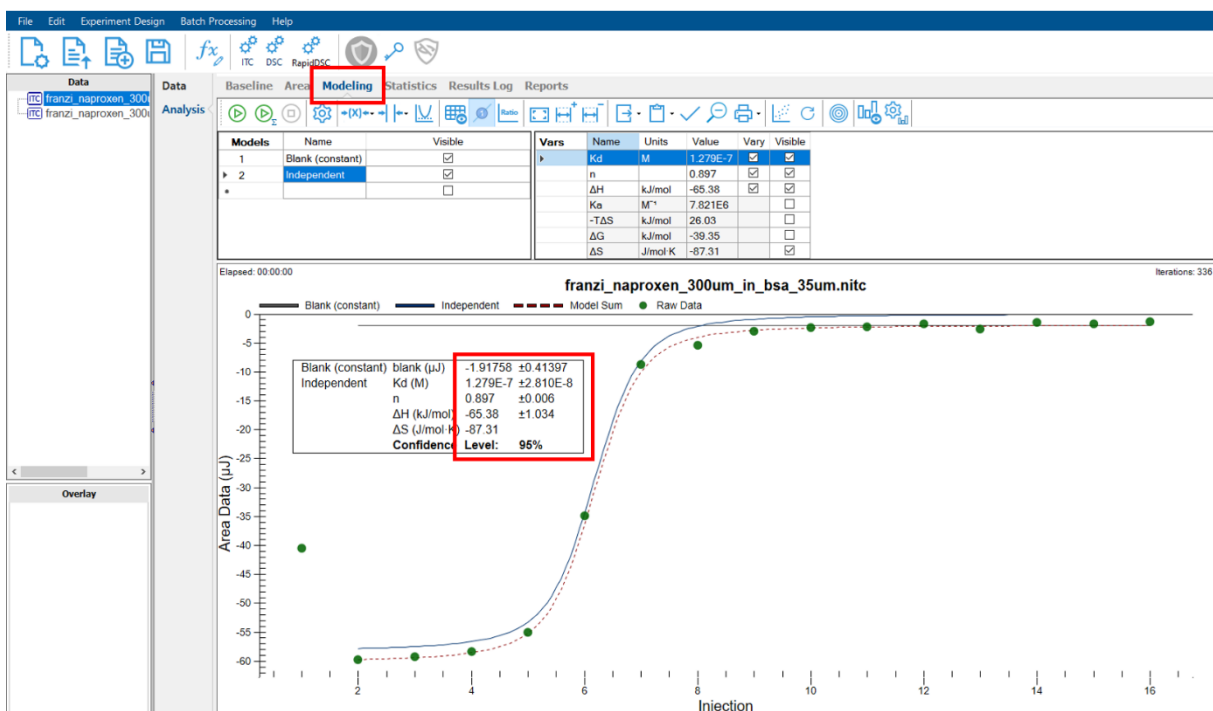 File Edit Experiment Design Batch Processing Help
fx ITC DSC RapidDSC
Data
ITC franzi_naproxen_300
ITC franzi_naproxen_300
Overlay
Data
Analysis
Baseline Area Modeling Statistics Results Log Reports
Σ +(X)+ Ratio
Models Name Visible
1 Blank (constant)
2 Independent
Vars Name Units Value Vary Visible
Kd M 1.279E-7
n 0.897
ΔH kJ/mol -65.38
Ka M⁻¹ 7.821E6
-TΔS kJ/mol 26.03
ΔG kJ/mol -39.35
ΔS J/mol·K -87.31
Elapsed: 00:00:00
Iterations: 336
franzi_naproxen_300um_in_bsa_35um.nitc
Blank (constant) Independent Model Sum Raw Data
Blank (constant) blank (µJ) -1.91758 ±0.41397
Independent Kd (M) 1.279E-7 ±2.810E-8
n 0.897 ±0.006
ΔH (kJ/mol) -65.38 ±1.034
ΔS (J/mol·K) -87.31
Confidence Level: 95%
Area Data (µJ)
0
-5
-10
-15
-20
-25
-30
-35
-40
-45
-50
-55
-60
2 4 6 8 10 12 14 16
Injection